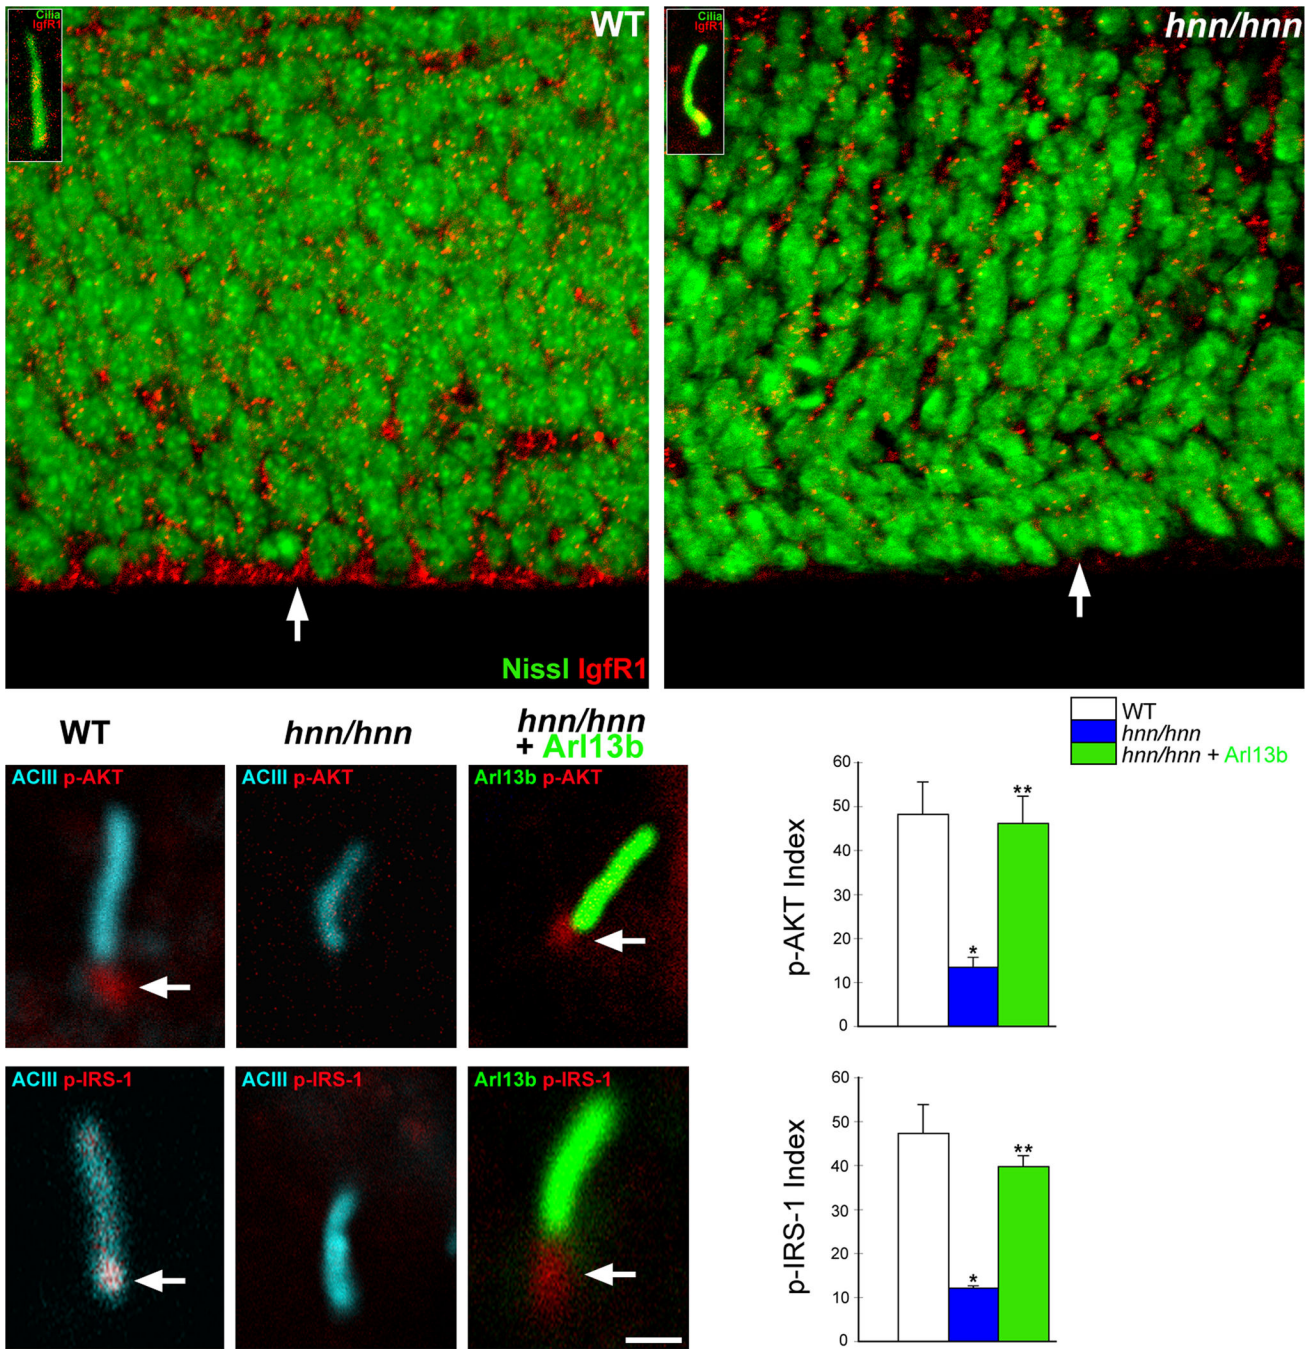 Cilia
IgfR1
WT
Cilia
IgfR1
hnn/hnn
Nissl IgfR1
WT
hnn/hnn
hnn/hnn
+ Arl13b
WT
hnn/hnn
hnn/hnn + Arl13b
ACIII p-AKT
ACIII p-AKT
Arl13b p-AKT
p-AKT Index
60
50
40
30
20
10
0
*
**
ACIII p-IRS-1
ACIII p-IRS-1
Arl13b p-IRS-1
p-IRS-1 Index
60
50
40
30
20
10
0
*
**